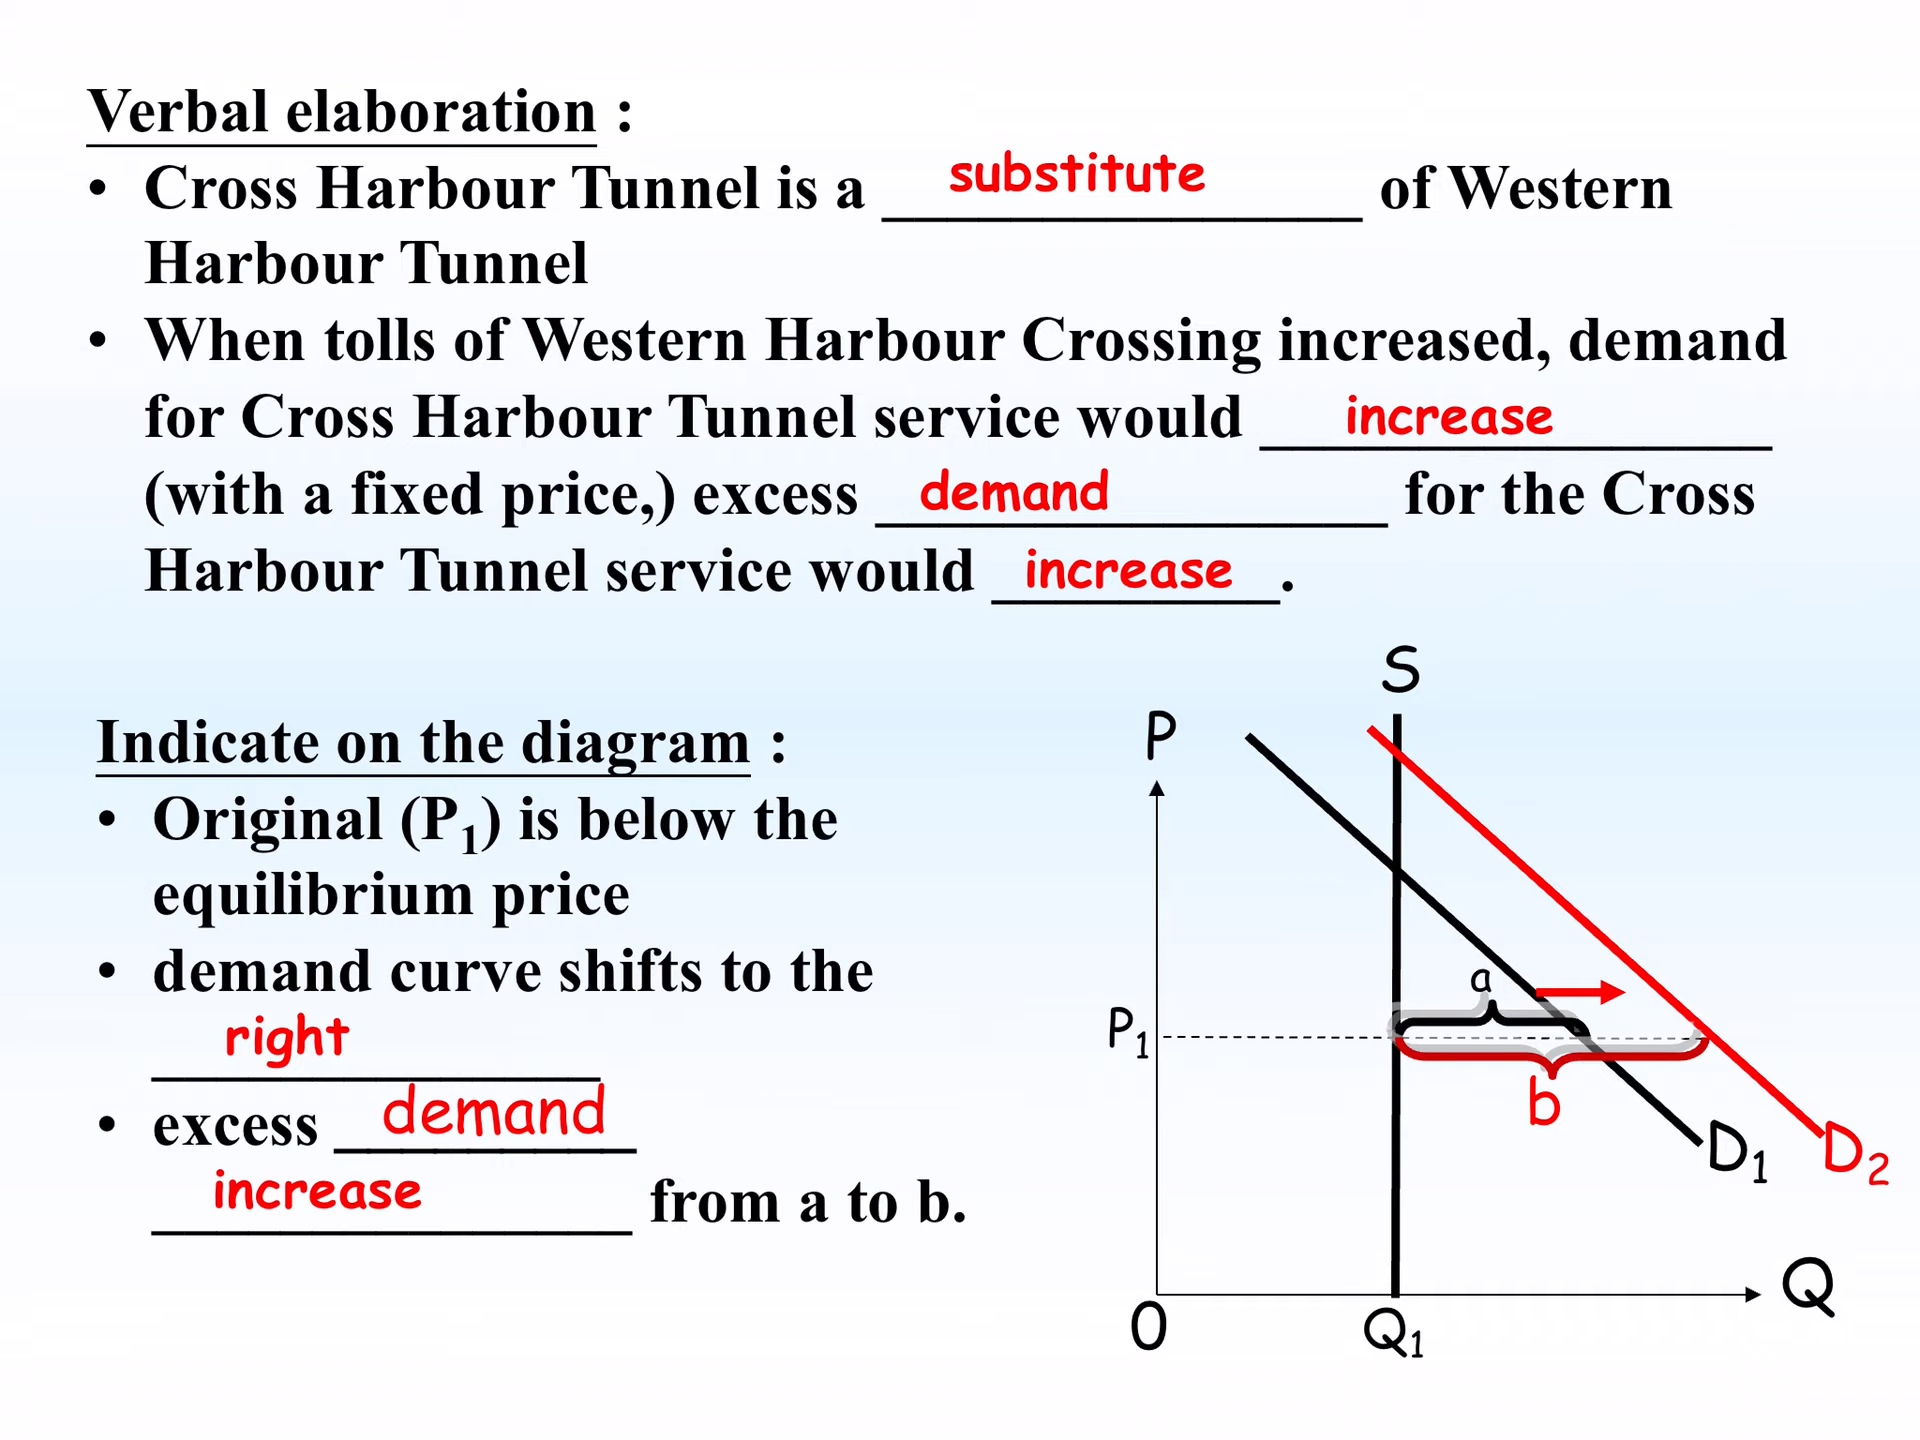 Verbal elaboration :
• Cross Harbour Tunnel is a substitute of Western
Harbour Tunnel
• When tolls of Western Harbour Crossing increased, demand
for Cross Harbour Tunnel service would increase
(with a fixed price,) excess demand for the Cross
Harbour Tunnel service would increase.
Indicate on the diagram :
• Original (P1) is below the
equilibrium price
• demand curve shifts to the
right
• excess demand
increase from a to b.
S
P
a
P1
b
D1
D2
Q
0
Q1